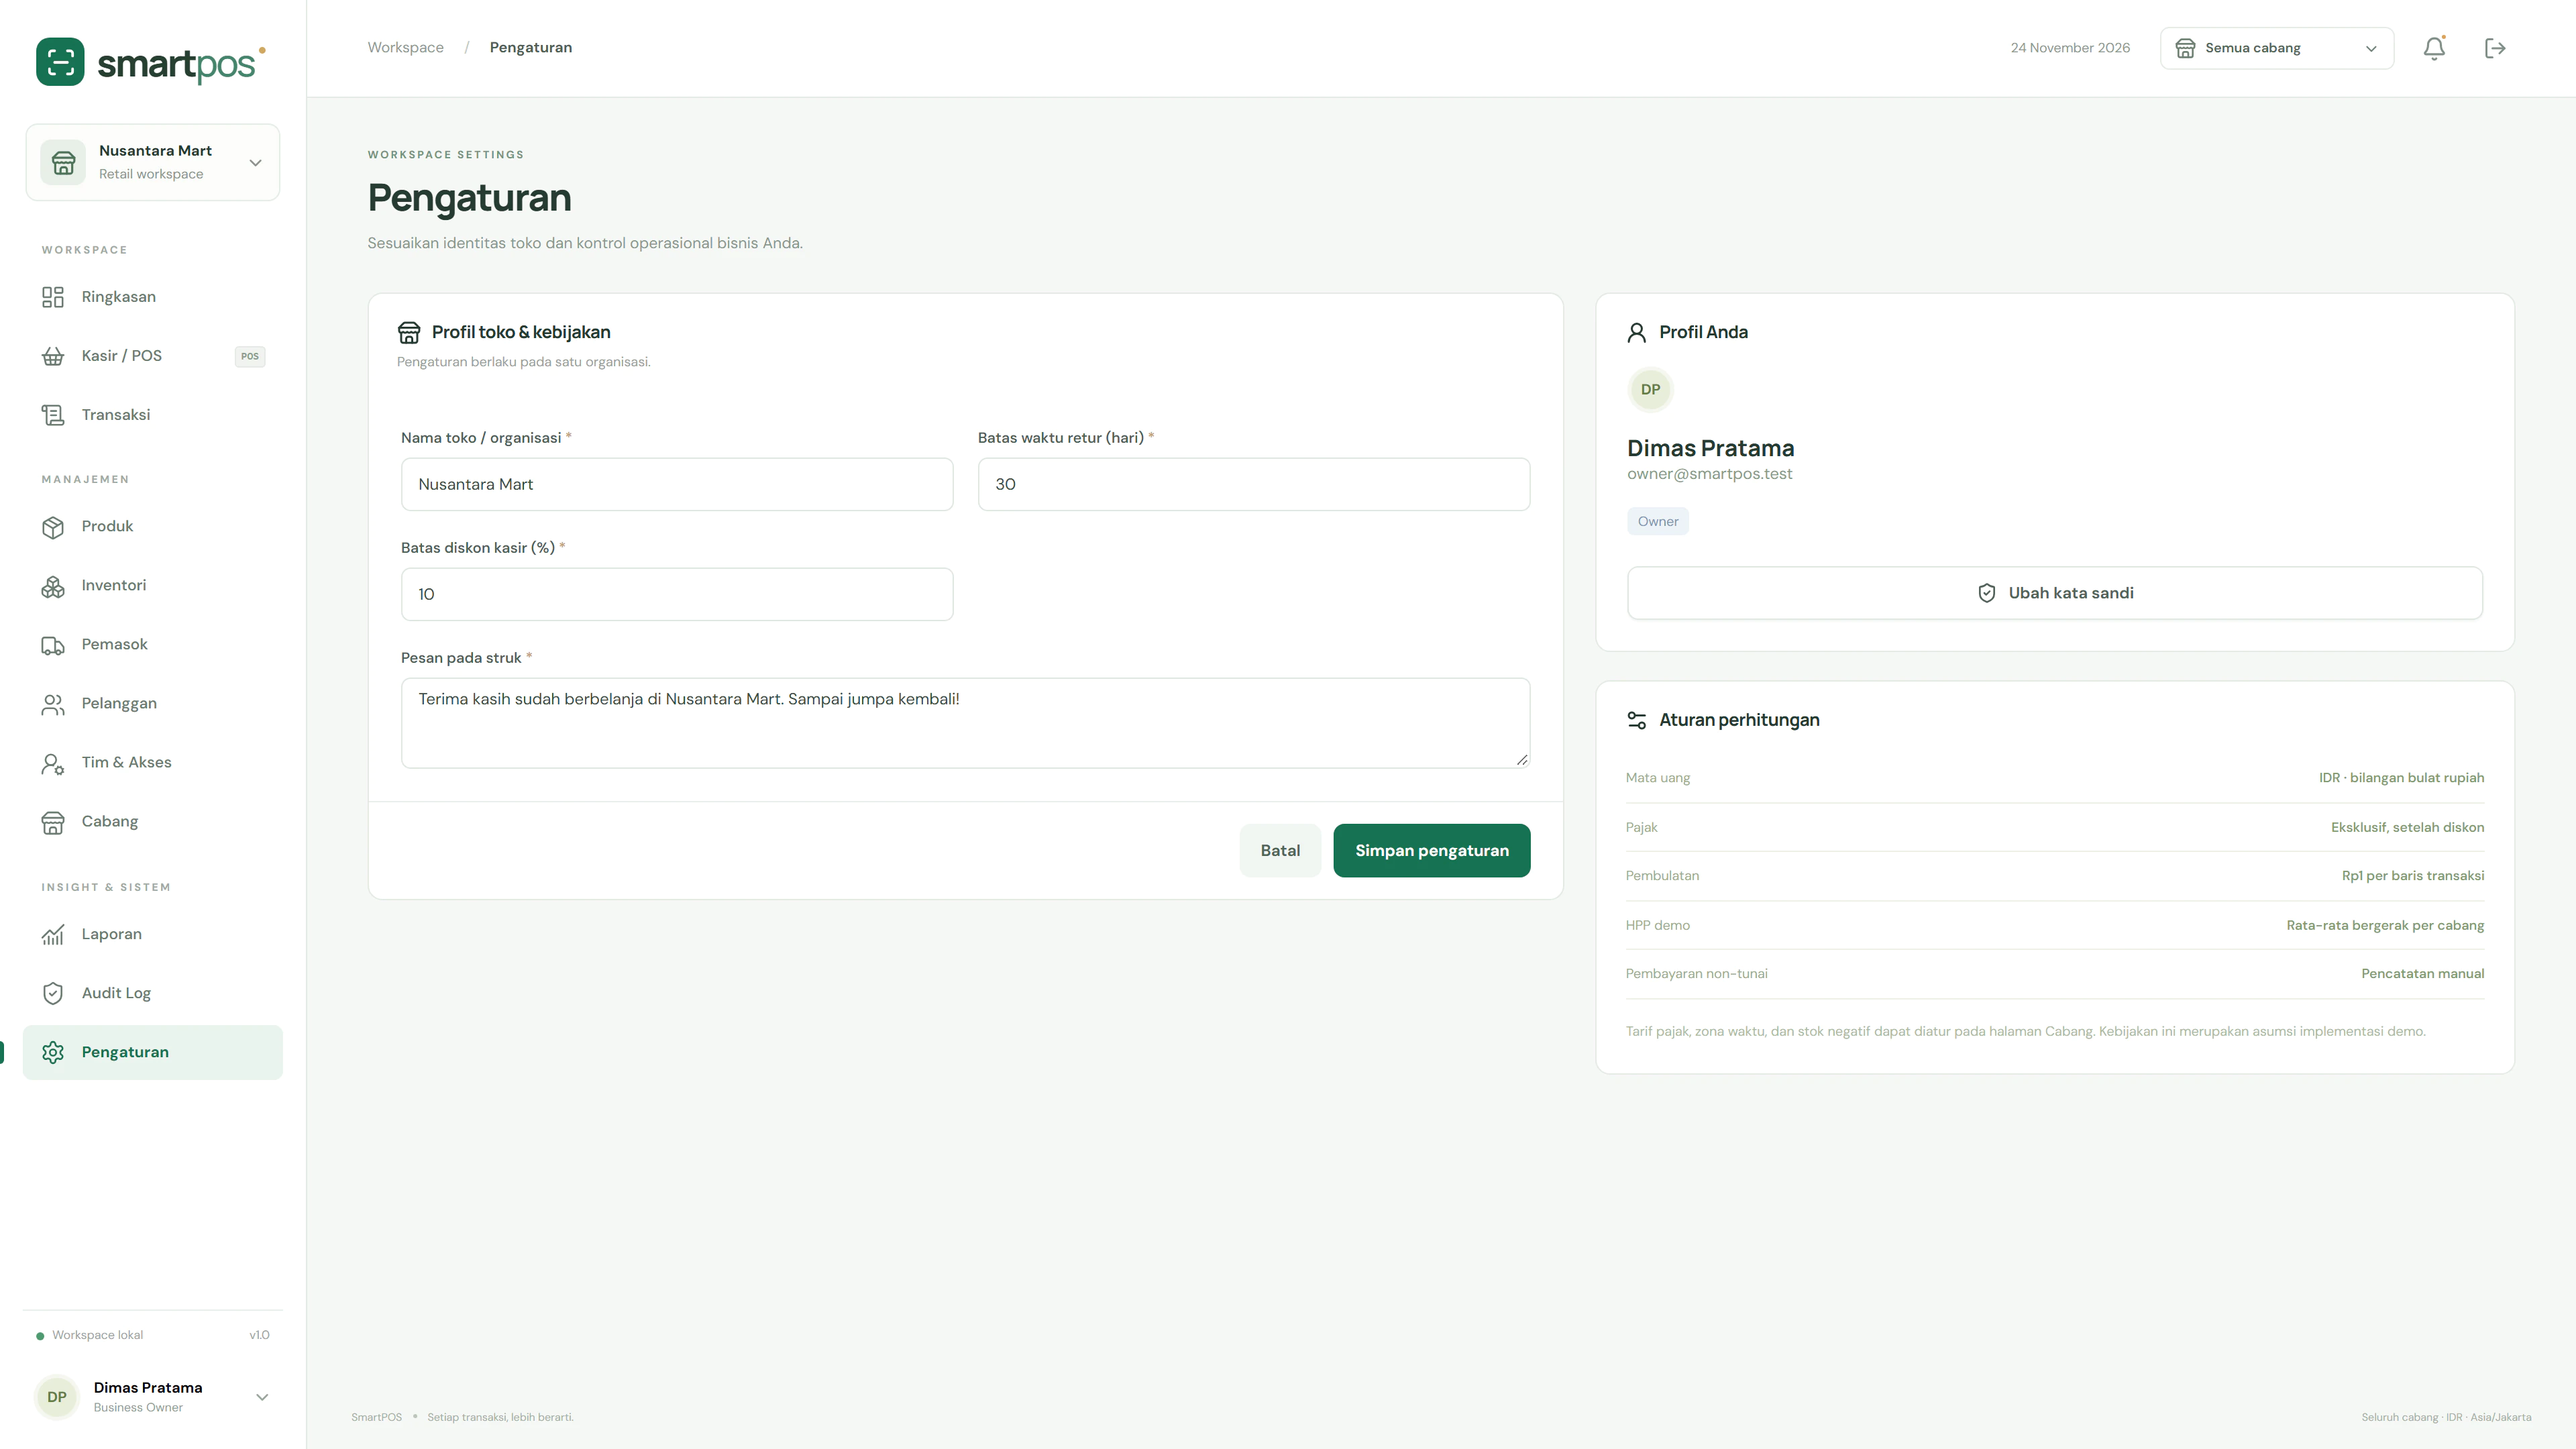 smartpos
Nusantara Mart
Retail workspace
WORKSPACE
Ringkasan
Kasir / POS
POS
Transaksi
MANAJEMEN
Produk
Inventori
Pemasok
Pelanggan
Tim & Akses
Cabang
INSIGHT & SISTEM
Laporan
Audit Log
Pengaturan
Workspace lokal
v1.0
DP
Dimas Pratama
Business Owner
Workspace / Pengaturan
24 November 2026
Semua cabang
WORKSPACE SETTINGS
Pengaturan
Sesuaikan identitas toko dan kontrol operasional bisnis Anda.
Profil toko & kebijakan
Pengaturan berlaku pada satu organisasi.
Nama toko / organisasi *
Nusantara Mart
Batas waktu retur (hari) *
30
Batas diskon kasir (%) *
10
Pesan pada struk *
Terima kasih sudah berbelanja di Nusantara Mart. Sampai jumpa kembali!
Batal
Simpan pengaturan
Profil Anda
DP
Dimas Pratama
owner@smartpos.test
Owner
Ubah kata sandi
Aturan perhitungan
Mata uang
IDR · bilangan bulat rupiah
Pajak
Eksklusif, setelah diskon
Pembulatan
Rp1 per baris transaksi
HPP demo
Rata-rata bergerak per cabang
Pembayaran non-tunai
Pencatatan manual
Tarif pajak, zona waktu, dan stok negatif dapat diatur pada halaman Cabang. Kebijakan ini merupakan asumsi implementasi demo.
SmartPOS • Setiap transaksi, lebih berarti.
Seluruh cabang · IDR · Asia/Jakarta